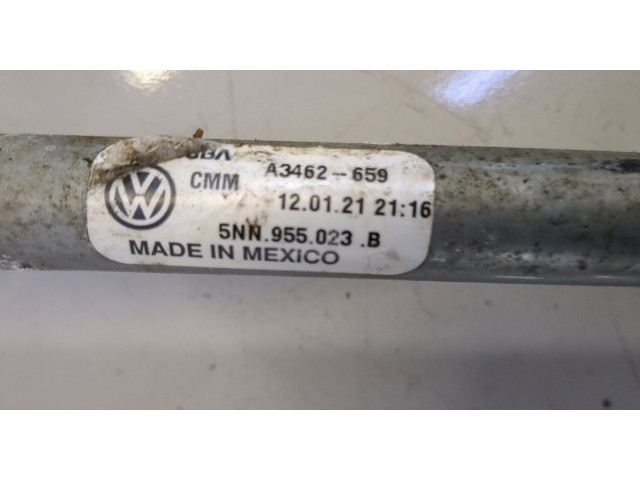 CMM A3462-659
12.01.21 21:16
5NN.955.023 .B
MADE IN MEXICO